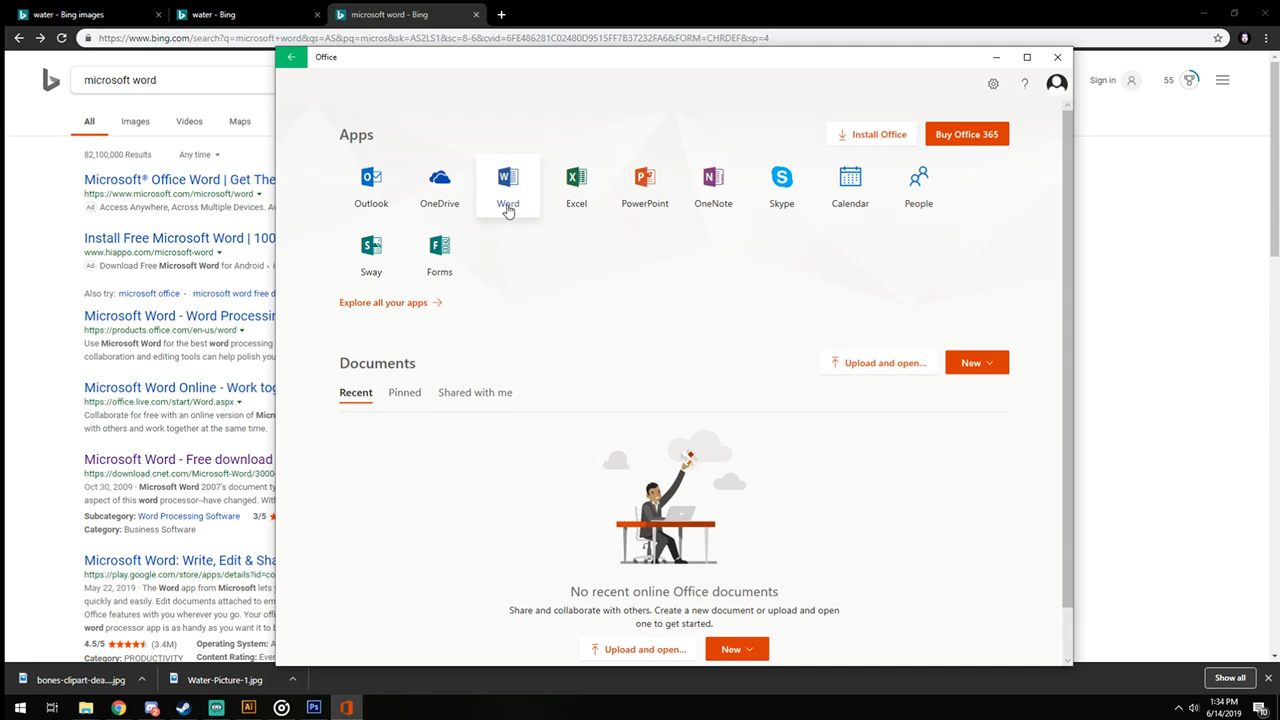 water - Bing images
water - Bing
microsoft word - Bing
https://www.bing.com/search?q=microsoft+word&qs=AS&pq=micros&sk=AS2LS1&sc=8-6&cvid=6FE486281C02480D9515FF7B37232FA6&FORM=CHRDEF&sp=4
microsoft word
Sign in
55
All
Images
Videos
Maps
82,100,000 Results
Any time
Microsoft® Office Word | Get The
https://www.microsoft.com/microsoft/word
Ad Access Anywhere, Across Multiple Devices.
Install Free Microsoft Word | 100
www.hiappo.com/microsoft-word
Ad Download Free Microsoft Word for Android
Also try: microsoft office · microsoft word free d
Microsoft Word - Word Processin
https://products.office.com/en-us/word
Use Microsoft Word for the best word processing
collaboration and editing tools can help polish you
Microsoft Word Online - Work tog
https://office.live.com/start/Word.aspx
Collaborate for free with an online version of Micro
with others and work together at the same time.
Microsoft Word - Free download
https://download.cnet.com/Microsoft-Word/3000-
Oct 30, 2009 · Microsoft Word 2007's document ty
aspect of this word processor--have changed. With
Subcategory: Word Processing Software 3/5
Category: Business Software
Microsoft Word: Write, Edit & Sha
https://play.google.com/store/apps/details?id=co
May 22, 2019 · The Word app from Microsoft lets y
quickly and easily. Edit documents attached to em
Office features with you wherever you go. Your offi
word processor app is as handy as you want it to b
4.5/5 (3.4M) Operating System: A
Category: PRODUCTIVITY Content Rating: Ever
Office
Apps
Install Office
Buy Office 365
Outlook
OneDrive
Word
Excel
PowerPoint
OneNote
Skype
Calendar
People
Sway
Forms
Explore all your apps
Documents
Upload and open...
New
Recent
Pinned
Shared with me
No recent online Office documents
Share and collaborate with others. Create a new document or upload and open
one to get started.
Upload and open...
New
bones-clipart-dea....jpg
Water-Picture-1.jpg
Show all
1:34 PM
6/14/2019
10